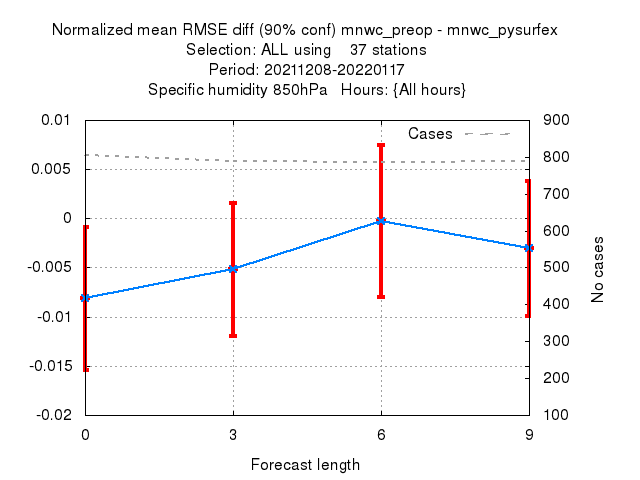 Normalized mean RMSE diff (90% conf) mnwc_preop - mnwc_pysurfex
Selection: ALL using    37 stations
Period: 20211208-20220117
Specific humidity 850hPa   Hours: {All hours}
0.01
0.005
0
-0.005
-0.01
-0.015
-0.02
Cases
900
800
700
600
500
400
300
200
100
No cases
0 3 6 9
Forecast length